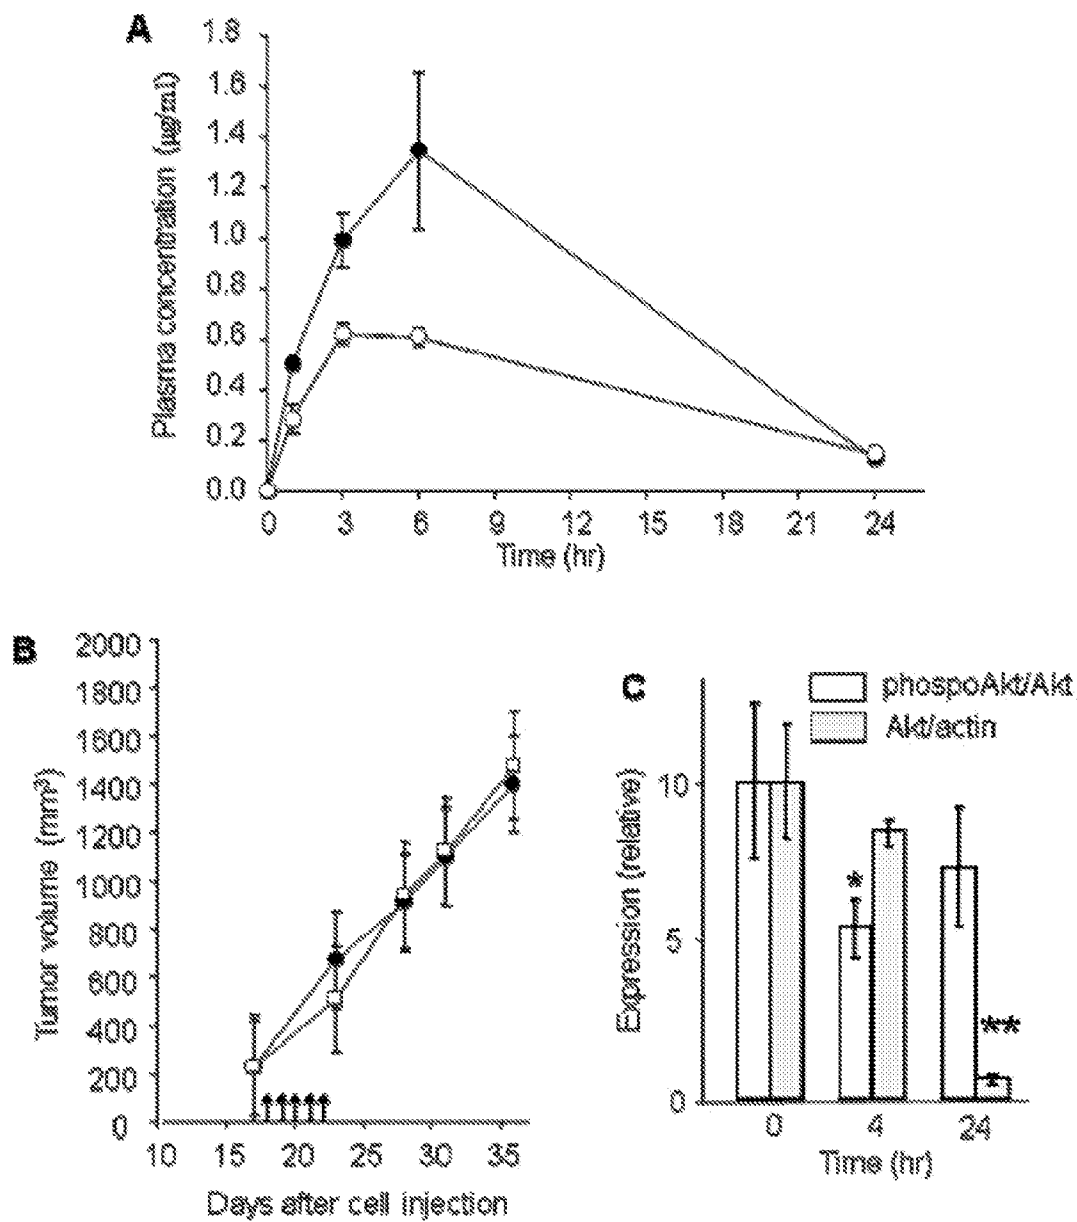 A
1.8
1.6
1.4
1.2
1.0
0.8
0.6
0.4
0.2
0.0
Plasma concentration (µg/ml)
0 3 6 9 12 15 18 21 24
Time (hr)
B
2000
1800
1600
1400
1200
1000
800
600
400
200
0
Tumor volume (mm³)
10 15 20 25 30 35
Days after cell injection
C
phospoAkt/Akt
Akt/actin
10
5
0
Expression (relative)
*
**
0 4 24
Time (hr)